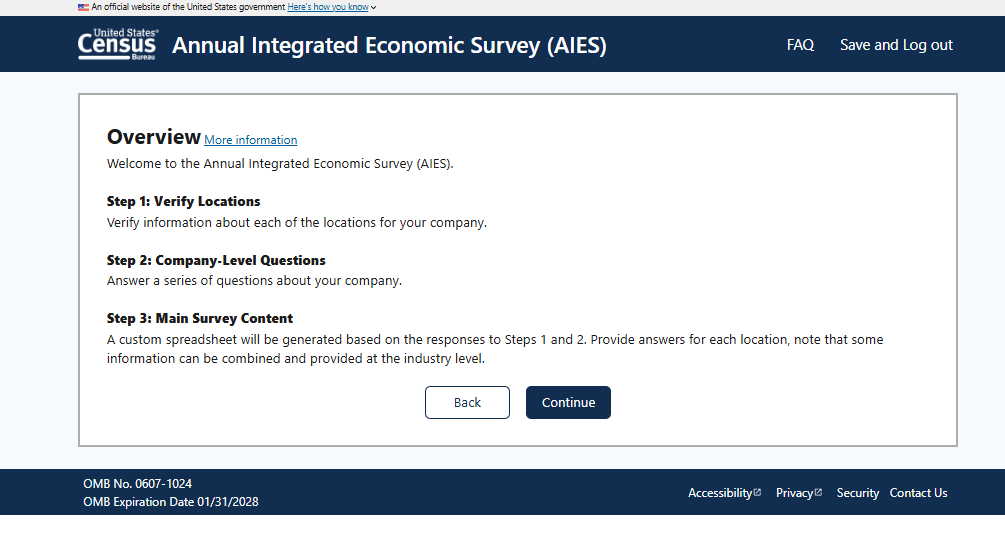 An official website of the United States government Here's how you know
United States®
Census
Bureau
Annual Integrated Economic Survey (AIES)
FAQ
Save and Log out
Overview More information
Welcome to the Annual Integrated Economic Survey (AIES).
Step 1: Verify Locations
Verify information about each of the locations for your company.
Step 2: Company-Level Questions
Answer a series of questions about your company.
Step 3: Main Survey Content
A custom spreadsheet will be generated based on the responses to Steps 1 and 2. Provide answers for each location, note that some
information can be combined and provided at the industry level.
Back
Continue
OMB No. 0607-1024
OMB Expiration Date 01/31/2028
Accessibility
Privacy
Security
Contact Us